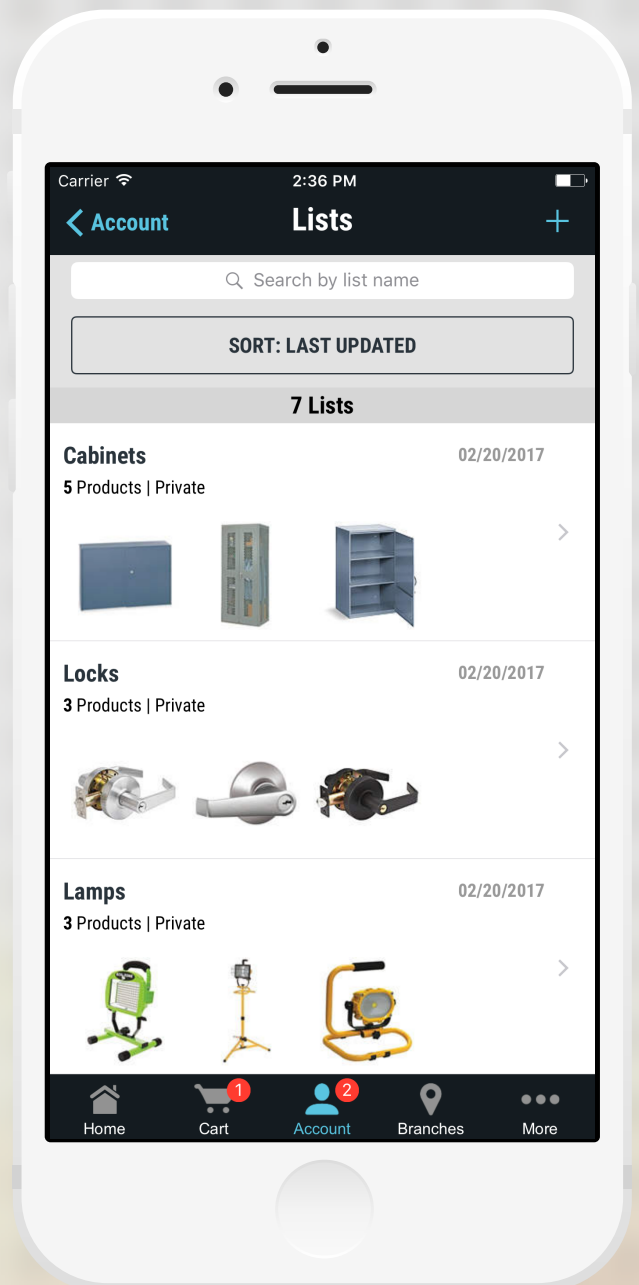 Carrier 2:36 PM
Account Lists +
Search by list name
SORT: LAST UPDATED
7 Lists
Cabinets 02/20/2017
5 Products | Private
Locks 02/20/2017
3 Products | Private
Lamps 02/20/2017
3 Products | Private
1 2
Home Cart Account Branches More